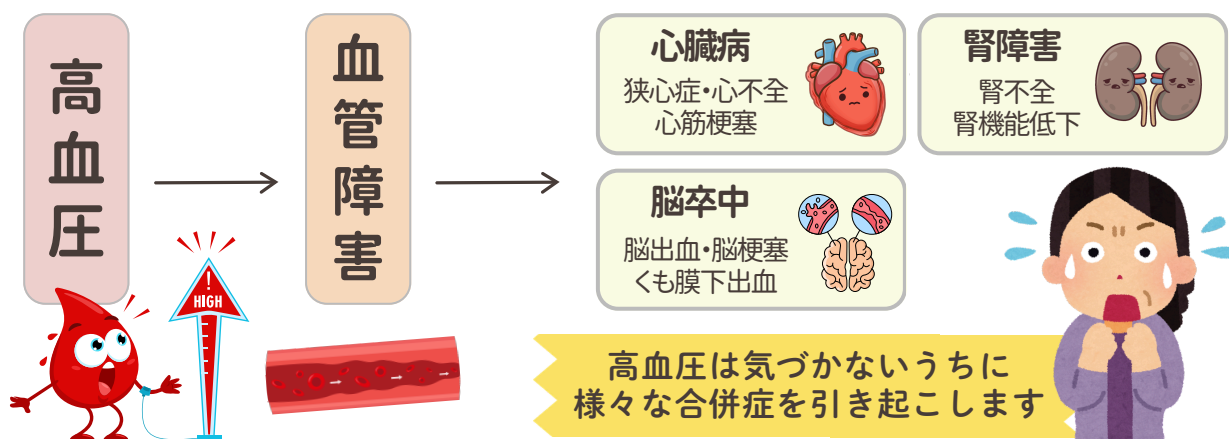 高血圧
血管障害
心臓病
狭心症・心不全
心筋梗塞
腎障害
腎不全
腎機能低下
脳卒中
脳出血・脳梗塞
くも膜下出血
!
HIGH
高血圧は気づかないうちに
様々な合併症を引き起こします